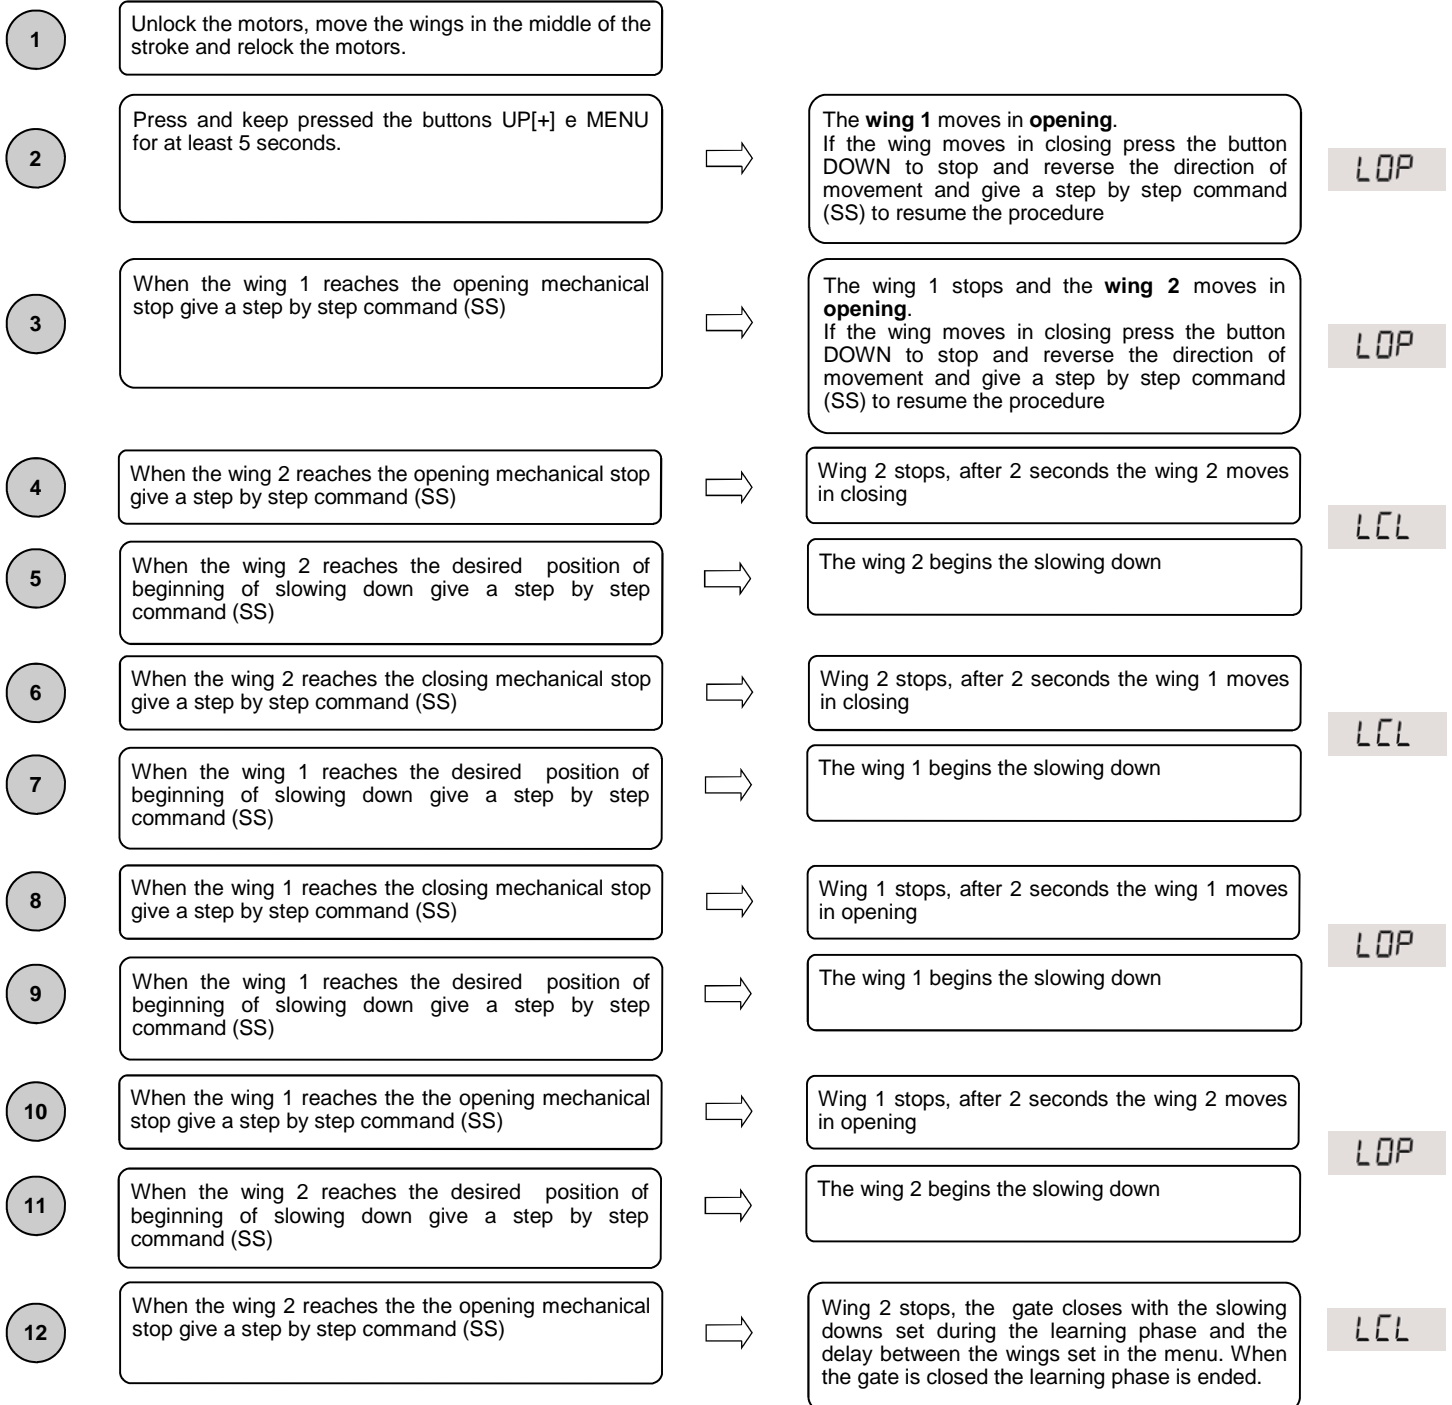 1
Unlock the motors, move the wings in the middle of the
stroke and relock the motors.
2
Press and keep pressed the buttons UP[+] e MENU
for at least 5 seconds.
The wing 1 moves in opening.
If the wing moves in closing press the button
DOWN to stop and reverse the direction of
movement and give a step by step command
(SS) to resume the procedure
LOP
3
When the wing 1 reaches the opening mechanical
stop give a step by step command (SS)
The wing 1 stops and the wing 2 moves in
opening.
If the wing moves in closing press the button
DOWN to stop and reverse the direction of
movement and give a step by step command
(SS) to resume the procedure
LOP
4
When the wing 2 reaches the opening mechanical stop
give a step by step command (SS)
Wing 2 stops, after 2 seconds the wing 2 moves
in closing
LCL
5
When the wing 2 reaches the desired position of
beginning of slowing down give a step by step
command (SS)
The wing 2 begins the slowing down
6
When the wing 2 reaches the closing mechanical stop
give a step by step command (SS)
Wing 2 stops, after 2 seconds the wing 1 moves
in closing
LCL
7
When the wing 1 reaches the desired position of
beginning of slowing down give a step by step
command (SS)
The wing 1 begins the slowing down
8
When the wing 1 reaches the closing mechanical stop
give a step by step command (SS)
Wing 1 stops, after 2 seconds the wing 1 moves
in opening
LOP
9
When the wing 1 reaches the desired position of
beginning of slowing down give a step by step
command (SS)
The wing 1 begins the slowing down
10
When the wing 1 reaches the the opening mechanical
stop give a step by step command (SS)
Wing 1 stops, after 2 seconds the wing 2 moves
in opening
LOP
11
When the wing 2 reaches the desired position of
beginning of slowing down give a step by step
command (SS)
The wing 2 begins the slowing down
12
When the wing 2 reaches the the opening mechanical
stop give a step by step command (SS)
Wing 2 stops, the gate closes with the slowing
downs set during the learning phase and the
delay between the wings set in the menu. When
the gate is closed the learning phase is ended.
LCL